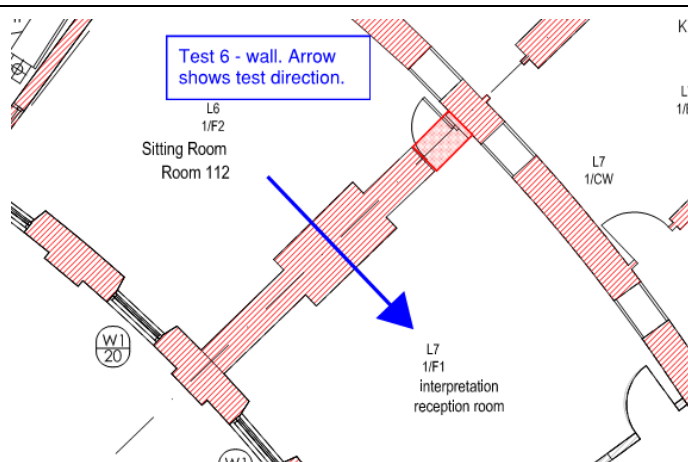 Test 6 - wall. Arrow
shows test direction.
K
L6
1/F2
Sitting Room
Room 112
L7
1/CW
W1
20
L7
1/F1
interpretation
reception room
W1